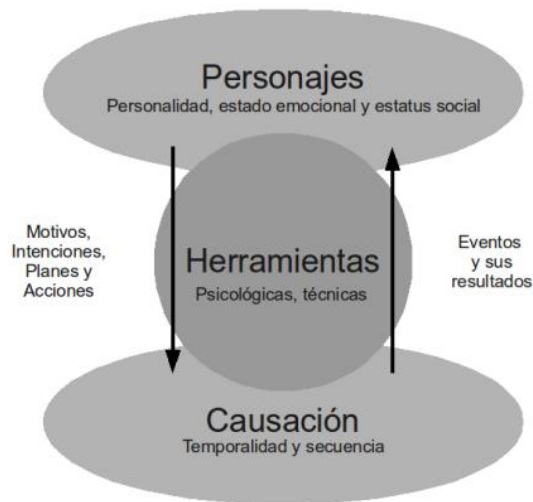 Personajes
Personalidad, estado emocional y estatus social
Motivos,
Intenciones,
Planes y
Acciones
Herramientas
Psicológicas, técnicas
Eventos
y sus
resultados
Causación
Temporalidad y secuencia